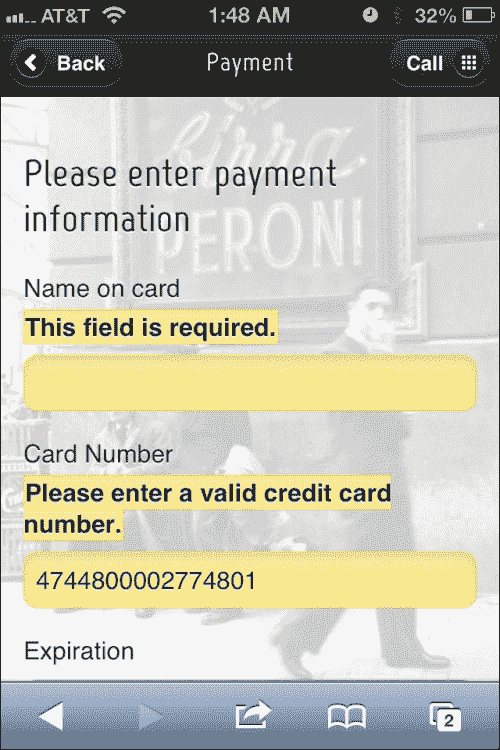 AT&T 1:48 AM 32%
Back Payment Call
birra
PERONI
Please enter payment
information
Name on card
This field is required.
Card Number
Please enter a valid credit card
number.
4744800002774801
Expiration
2